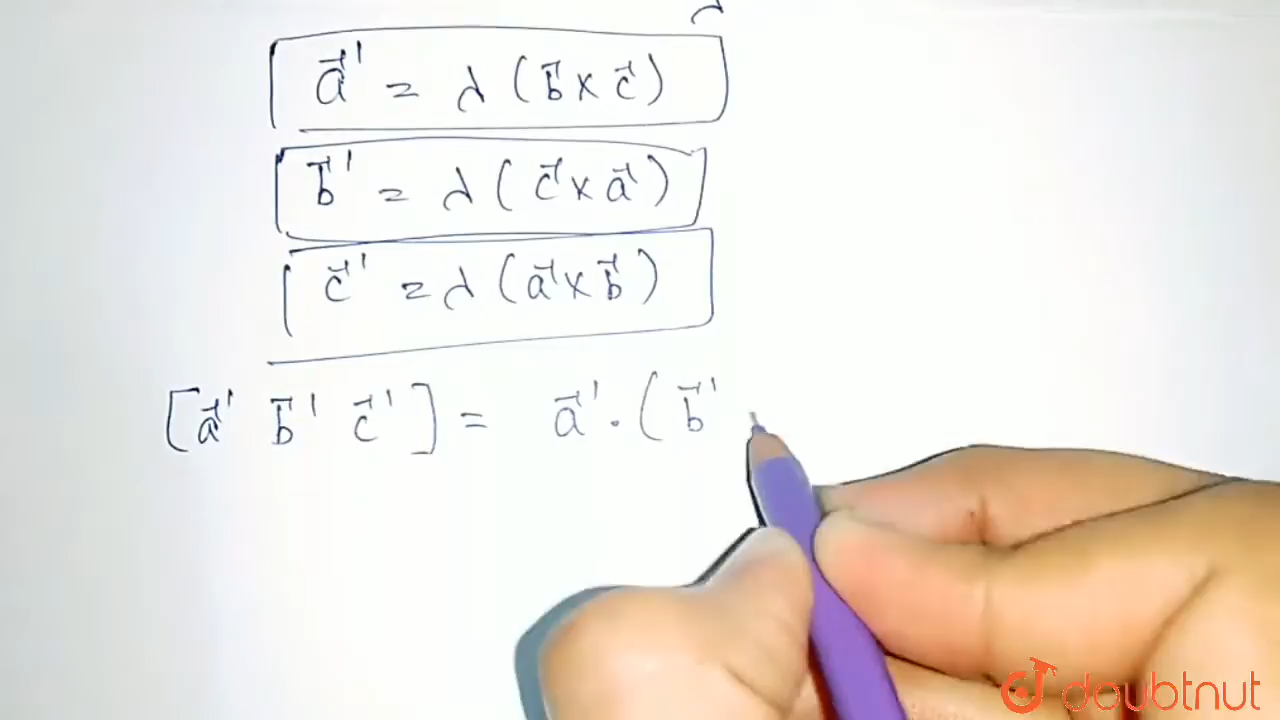 a⃗' = λ (b⃗ × c⃗)
b⃗' = λ (c⃗ × a⃗)
c⃗' = λ (a⃗ × b⃗)
[a⃗' b⃗' c⃗'] = a⃗' · (b⃗'
doubtnut